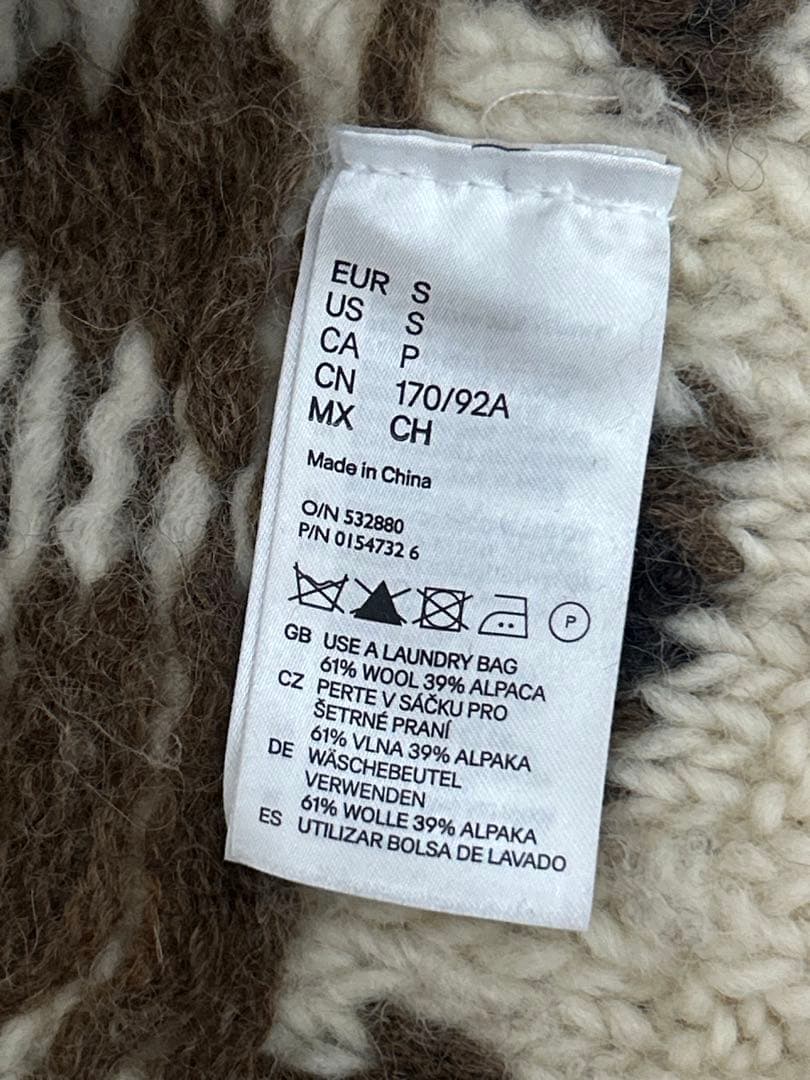 EUR S
US S
CA P
CN 170/92A
MX CH
Made in China
O/N 532880
P/N 0154732 6
P
GB USE A LAUNDRY BAG
61% WOOL 39% ALPACA
CZ PERTE V SÁČKU PRO
ŠETRNÉ PRANÍ
61% VLNA 39% ALPAKA
DE WÄSCHEBEUTEL
VERWENDEN
61% WOLLE 39% ALPAKA
ES UTILIZAR BOLSA DE LAVADO